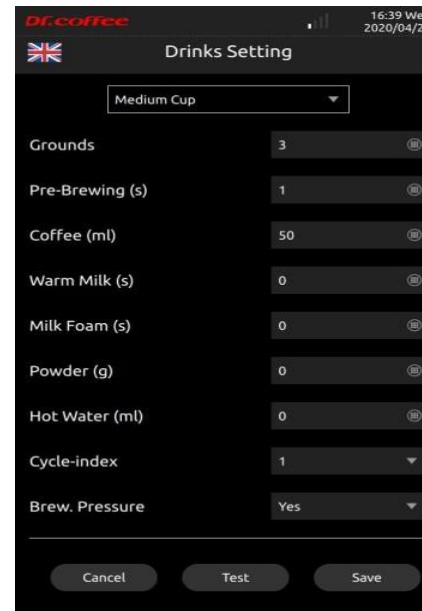 Dr.coffee
16:39 We
2020/04/2
Drinks Setting
Medium Cup
Grounds 3
Pre-Brewing (s) 1
Coffee (ml) 50
Warm Milk (s) 0
Milk Foam (s) 0
Powder (g) 0
Hot Water (ml) 0
Cycle-index 1
Brew. Pressure Yes
Cancel Test Save